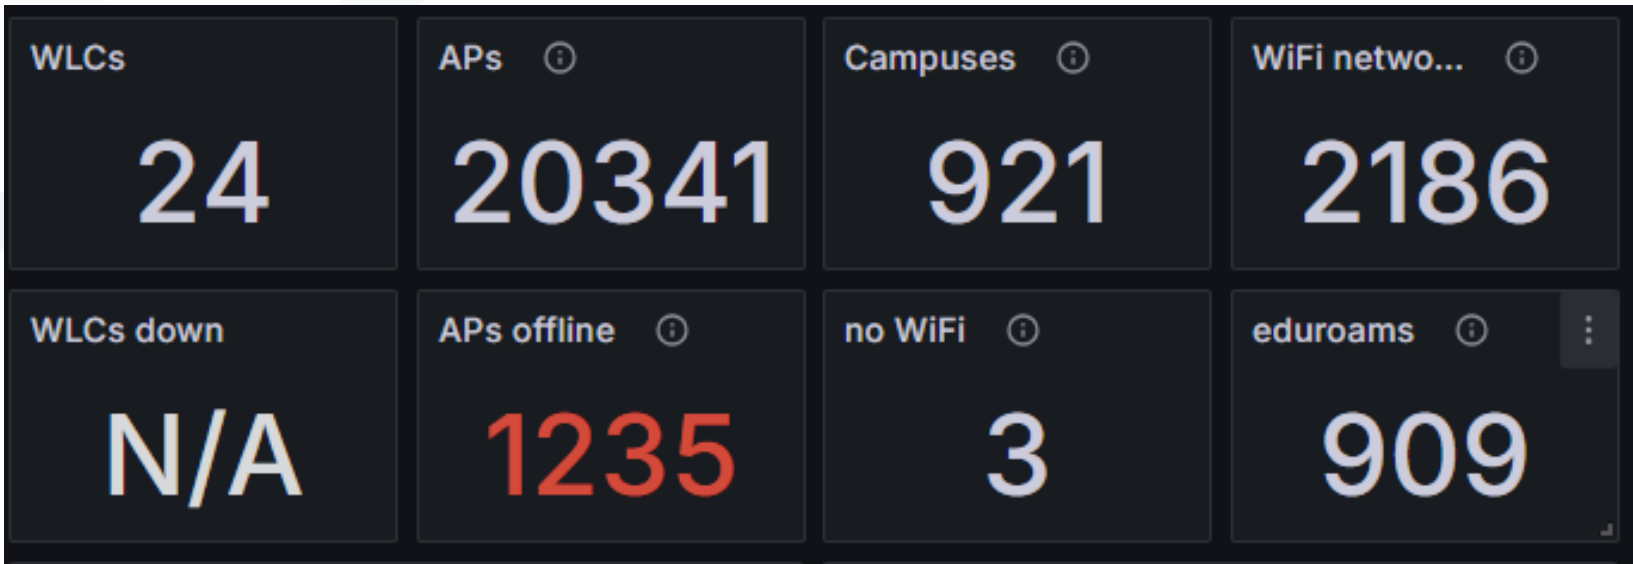 WLCs
24
APs
20341
Campuses
921
WiFi netwo...
2186
WLCs down
N/A
APs offline
1235
no WiFi
3
eduroams
909